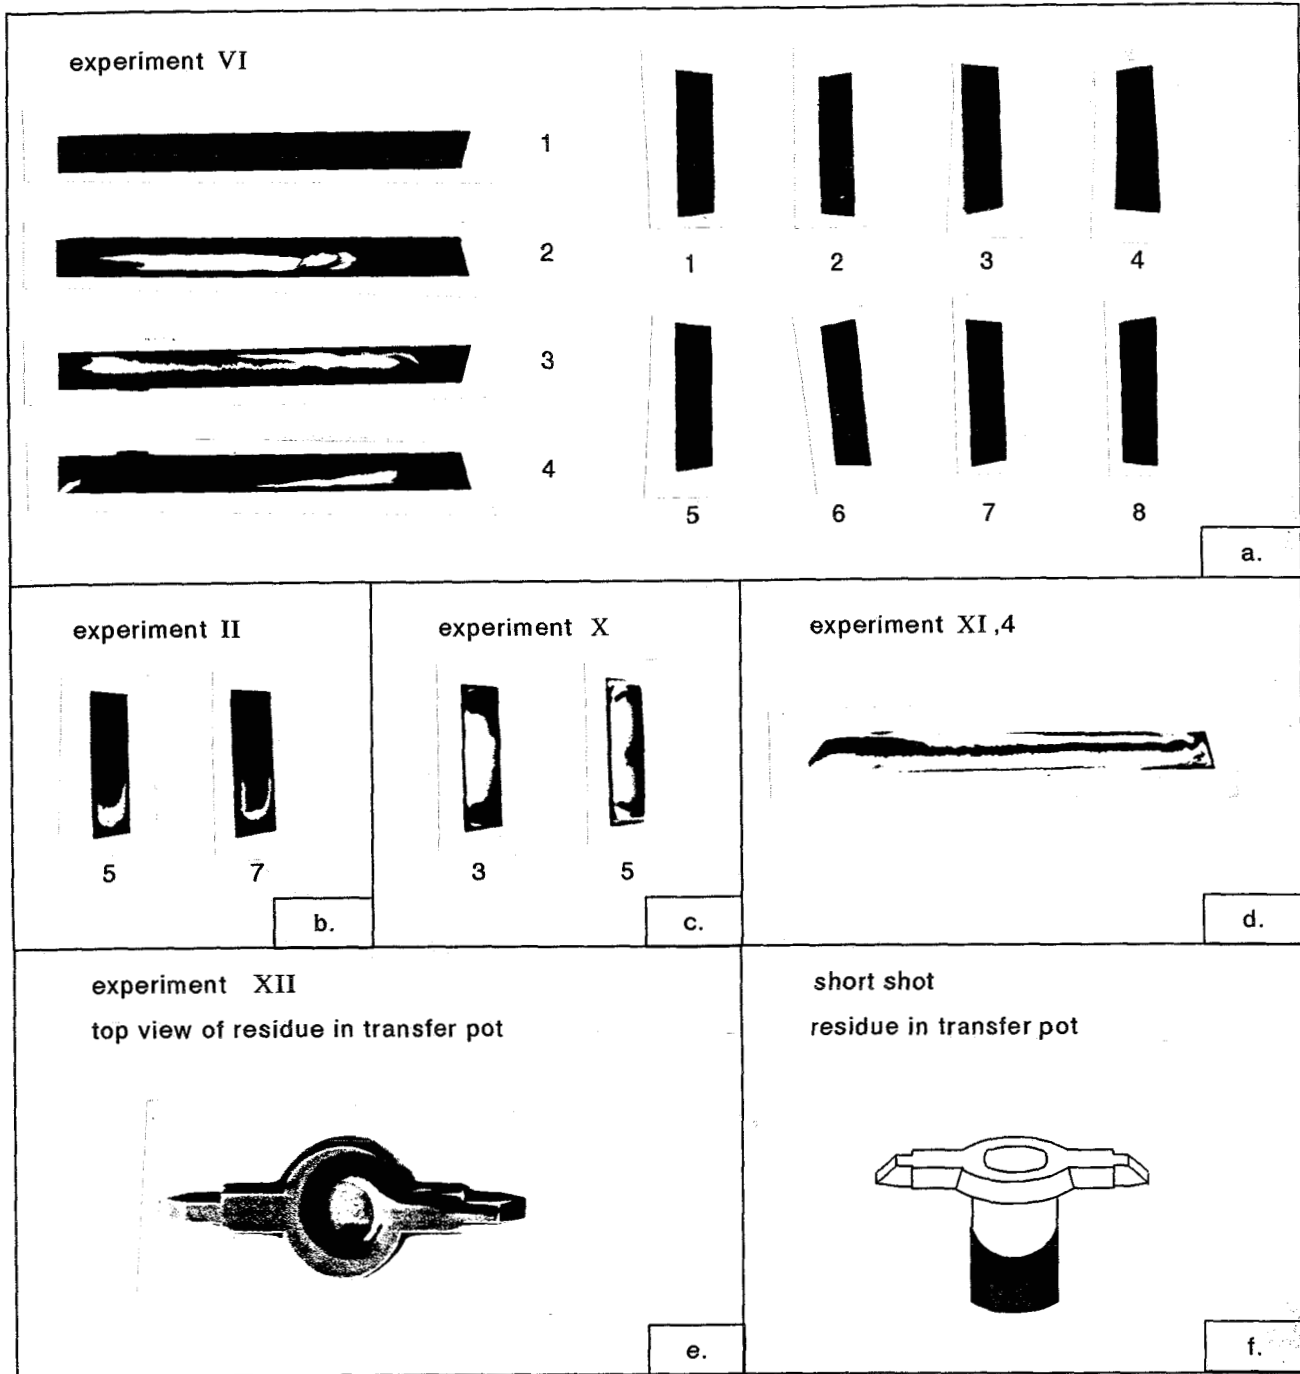 experiment VI
1
2
3
4
1 2 3 4
5 6 7 8
a.
experiment II
5 7
b.
experiment X
3 5
c.
experiment XI,4
d.
experiment XII
top view of residue in transfer pot
e.
short shot
residue in transfer pot
f.